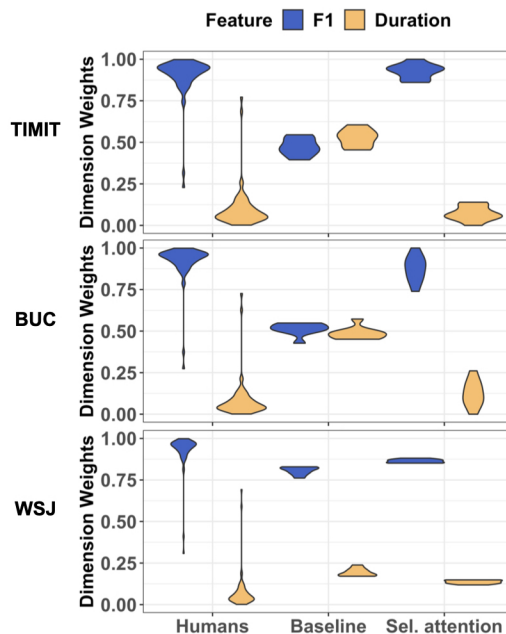 Feature F1 Duration
TIMIT
Dimension Weights
1.00
0.75
0.50
0.25
0.00
BUC
Dimension Weights
1.00
0.75
0.50
0.25
0.00
WSJ
Dimension Weights
1.00
0.75
0.50
0.25
0.00
Humans Baseline Sel. attention